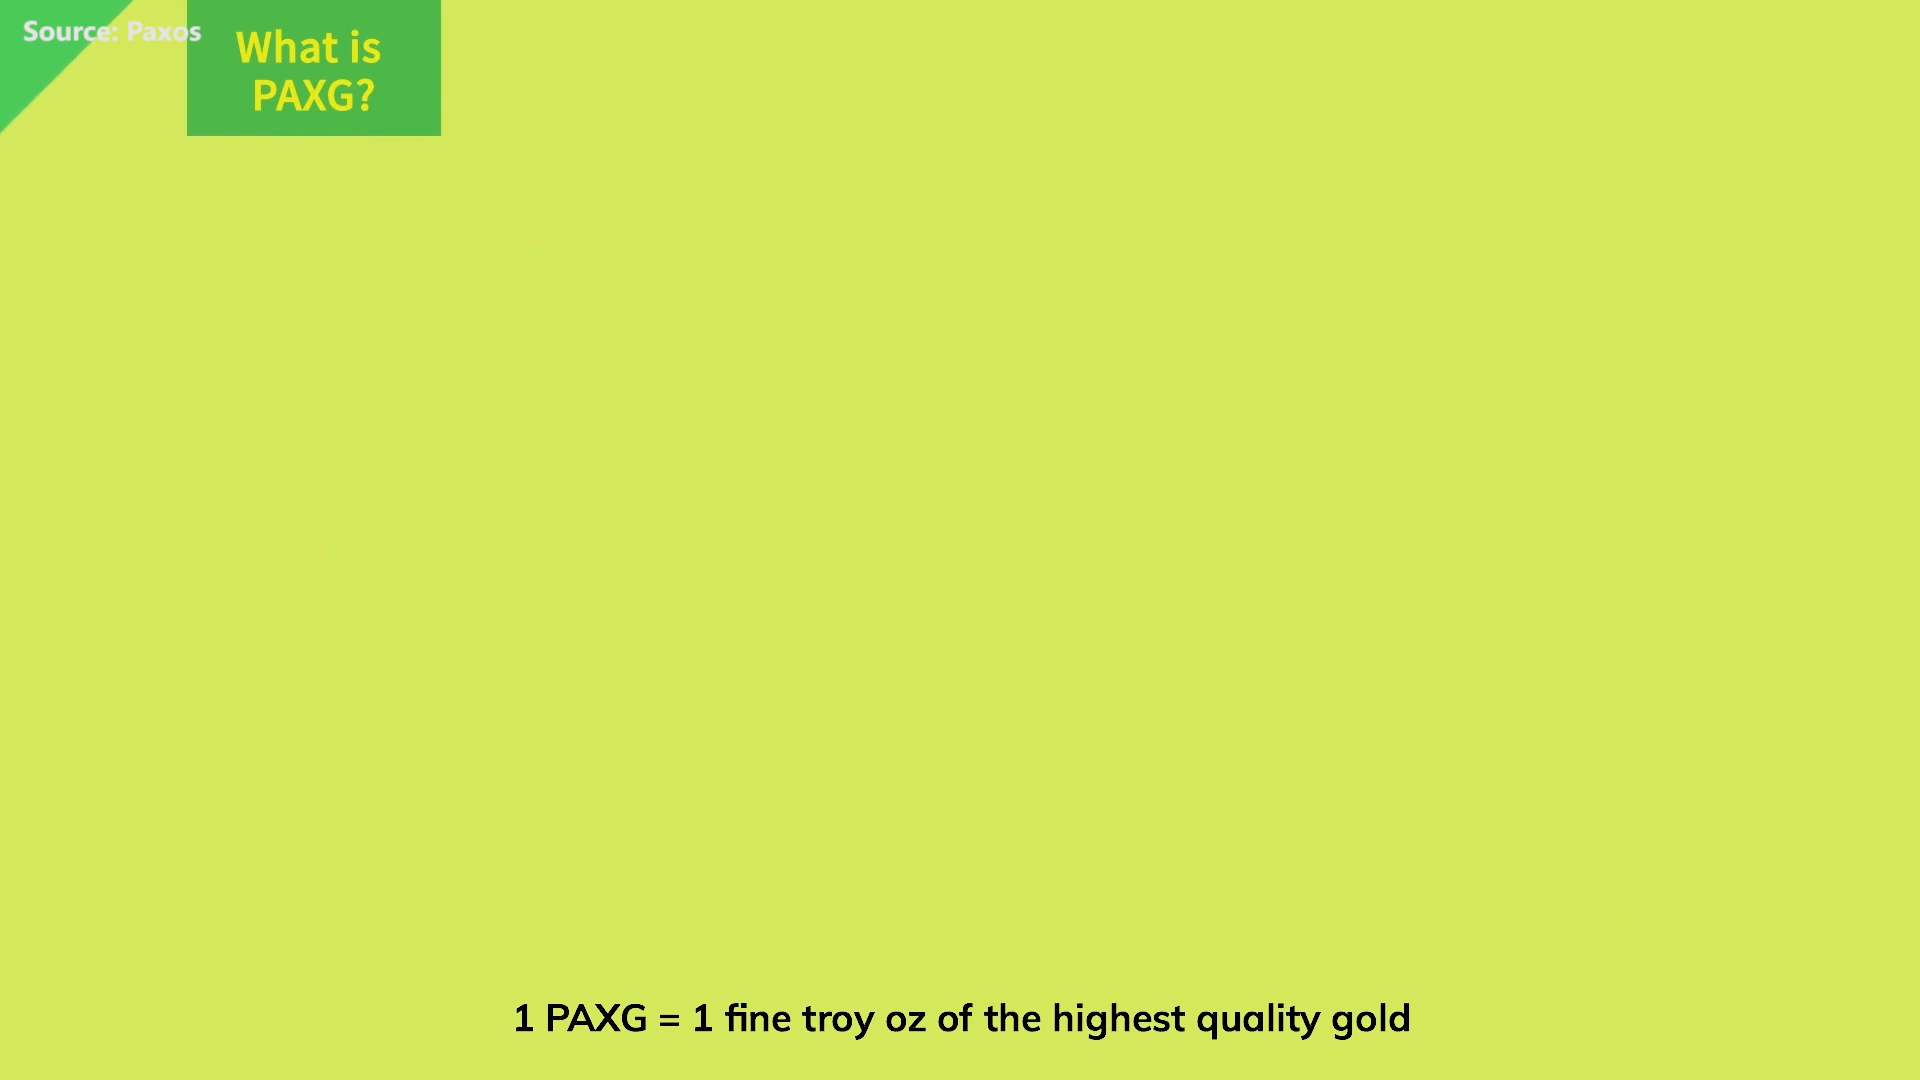 Source: Paxos
What is
PAXG?
1 PAXG = 1 fine troy oz of the highest quality gold